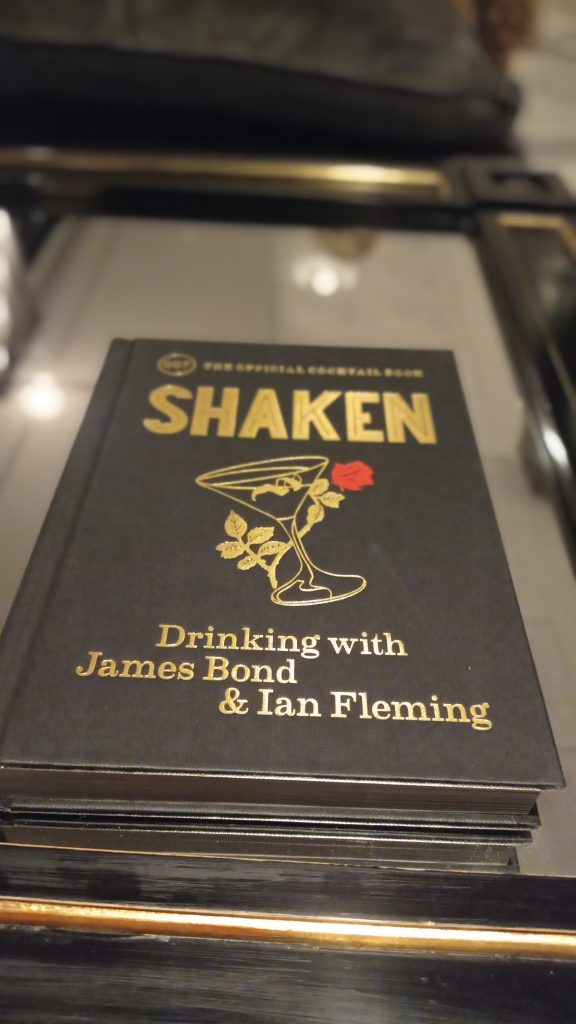 007 THE OFFICIAL COCKTAIL BOOK
SHAKEN
Drinking with
James Bond
& Ian Fleming